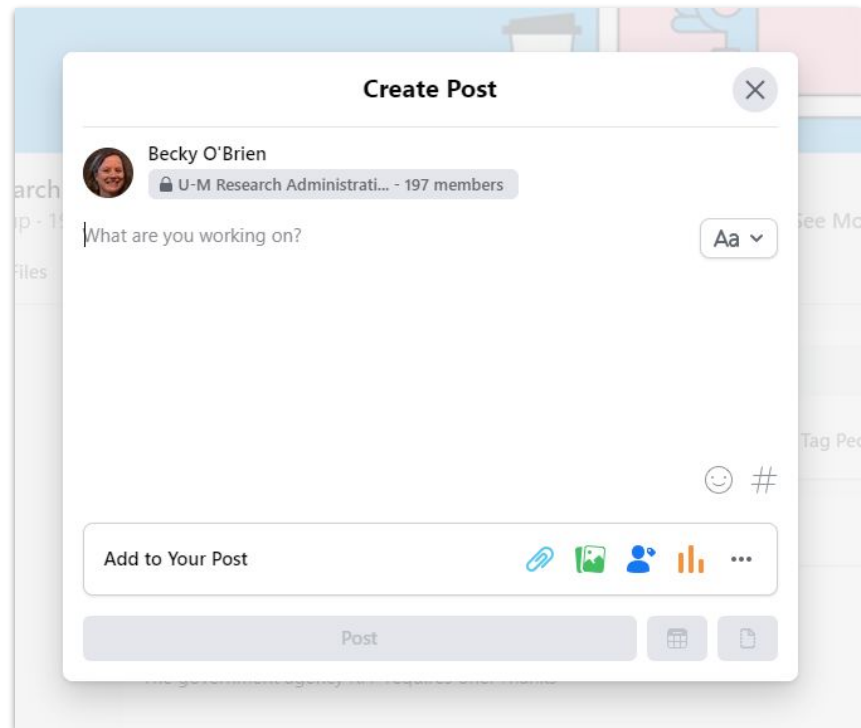 Create Post
Becky O'Brien
U-M Research Administrati... - 197 members
arch
See Mo
What are you working on?
Aa
Files
Tag Peo
#
Add to Your Post
Post